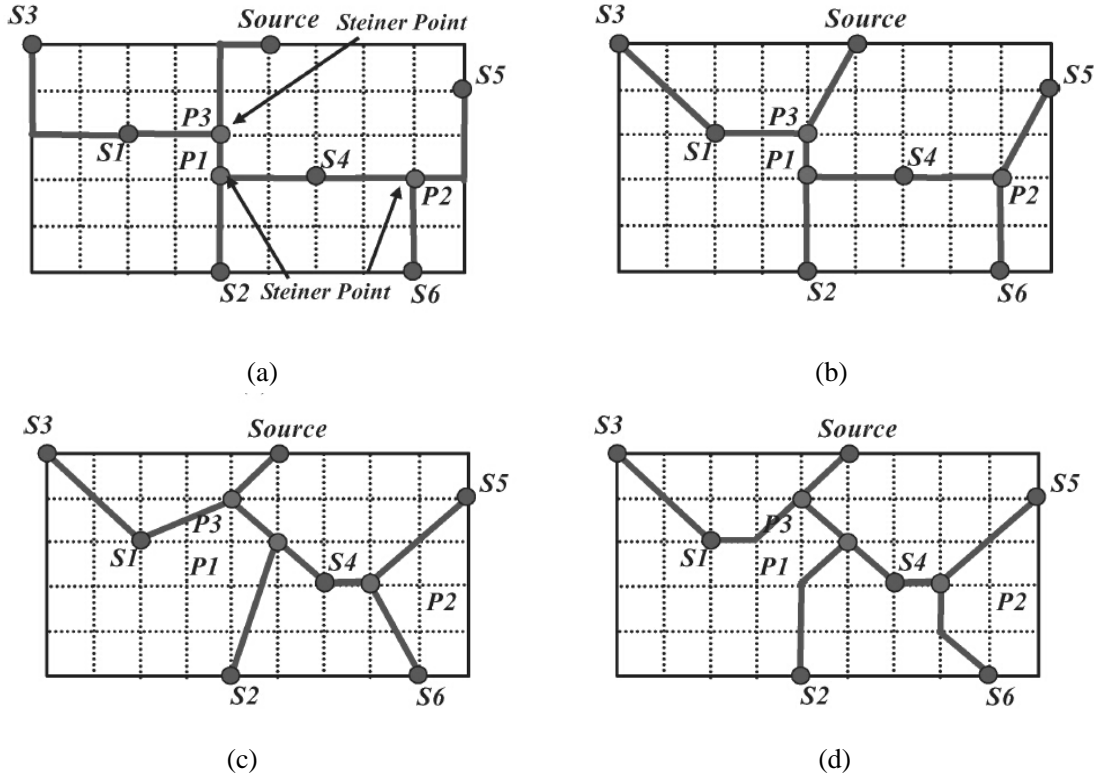 S3
Source
Steiner Point
S5
P3
S1
P1
S4
P2
S2
Steiner Point
S6
(a)
S3
Source
S5
P3
S1
P1
S4
P2
S2
S6
(b)
S3
Source
S5
P3
S1
P1
S4
P2
S2
S6
(c)
S3
Source
S5
P3
S1
P1
S4
P2
S2
S6
(d)